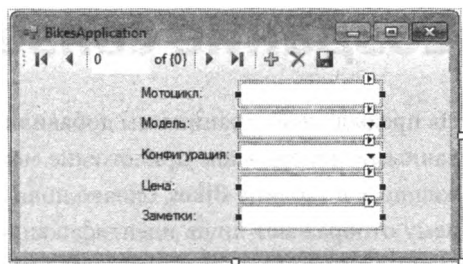 BikesApplication
0 of {0}
Мотоцикл:
Модель:
Конфигурация:
Цена:
Заметки: